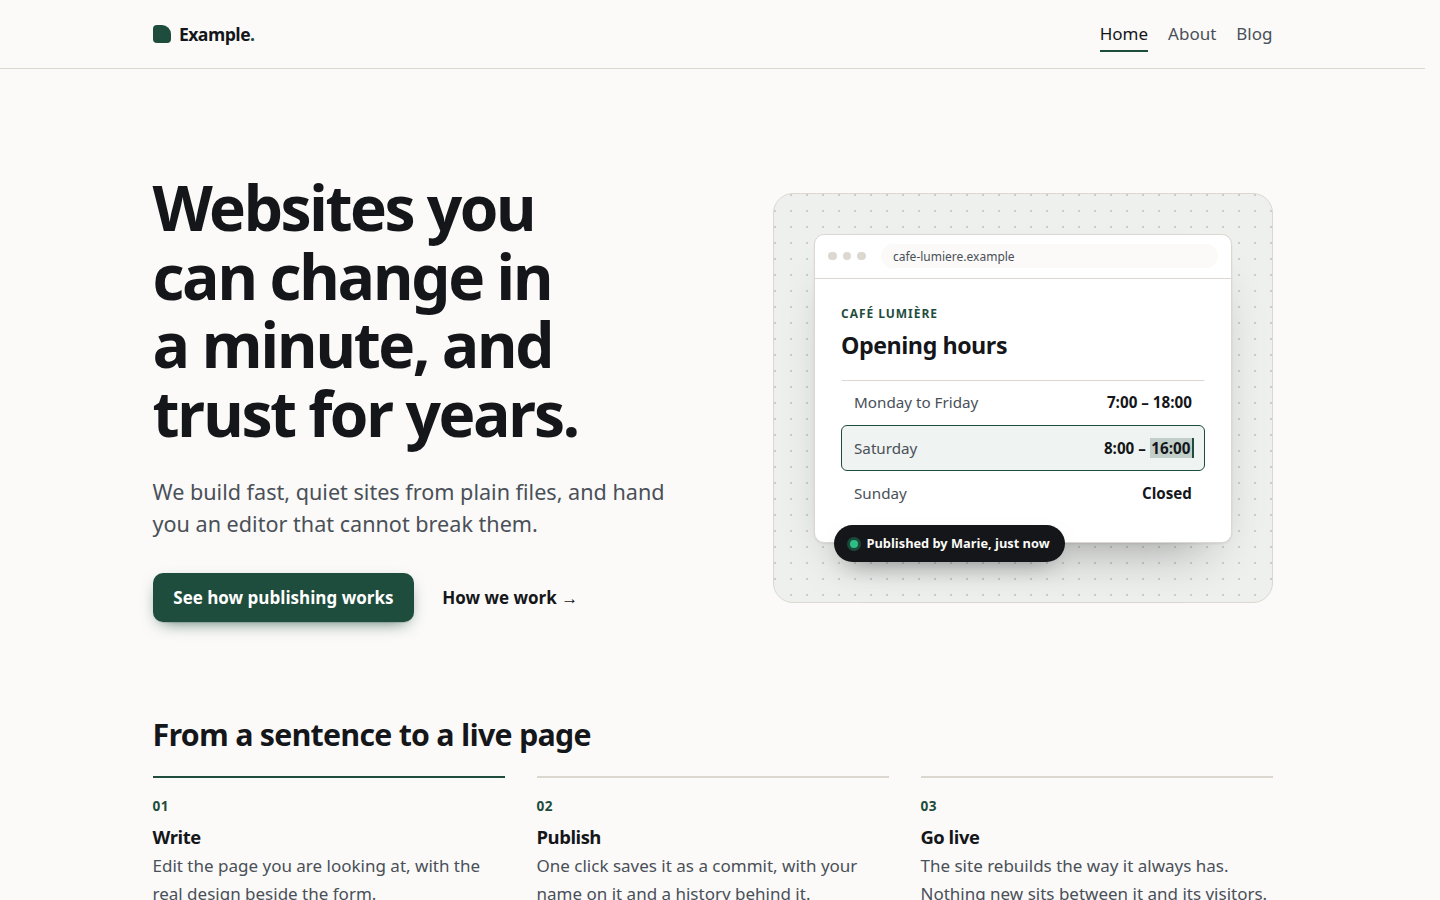 Example.
Home About Blog
Websites you
can change in
a minute, and
trust for years.
We build fast, quiet sites from plain files, and hand
you an editor that cannot break them.
See how publishing works
How we work →
cafe-lumiere.example
CAFÉ LUMIÈRE
Opening hours
Monday to Friday 7:00 – 18:00
Saturday 8:00 – 16:00
Sunday Closed
Published by Marie, just now
From a sentence to a live page
01
Write
Edit the page you are looking at, with the
real design beside the form.
02
Publish
One click saves it as a commit, with your
name on it and a history behind it.
03
Go live
The site rebuilds the way it always has.
Nothing new sits between it and its visitors.